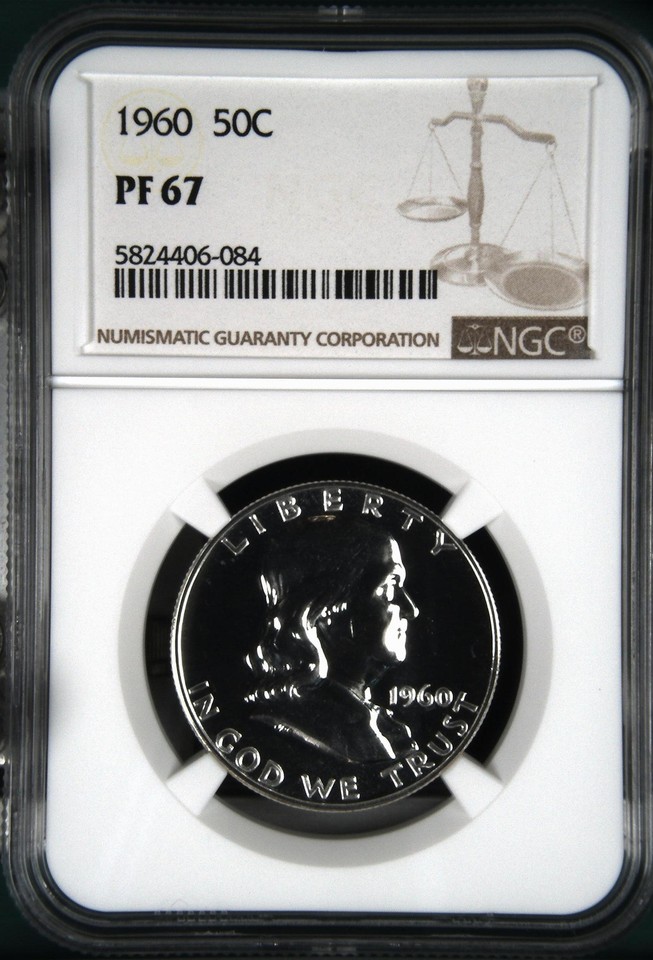 1960 50C
PF 67
5824406-084
NUMISMATIC GUARANTY CORPORATION NGC®
LIBERTY
1960
IN GOD WE TRUST